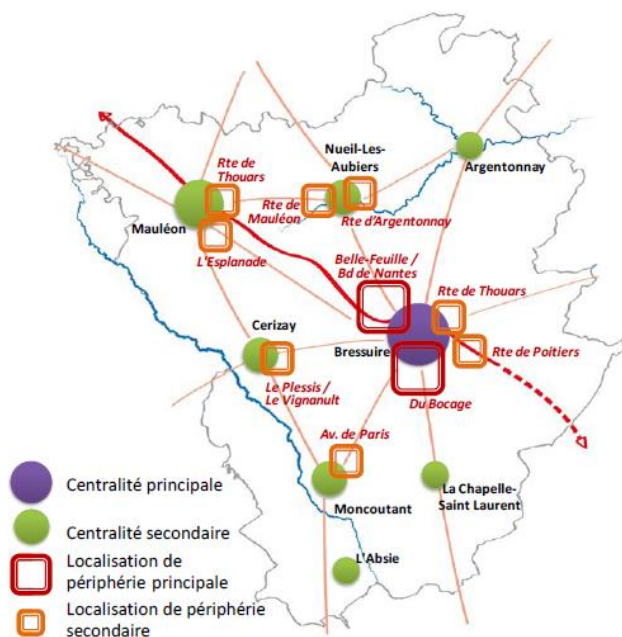 Nueil-Les-
Aubiers
Rte de
Thouars
Argentonnay
Rte de
Mauléon
Rte d'Argentonnay
Mauléon
L'Esplanade
Belle-Feuille /
Bd de Nantes
Rte de Thouars
Cerizay
Bressuire
Rte de Poitiers
Le Plessis /
Le Vignanult
Du Bocage
Av. de Paris
Moncoutant
La Chapelle-
Saint Laurent
L'Absie
Centralité principale
Centralité secondaire
Localisation de
périphérie principale
Localisation de périphérie
secondaire